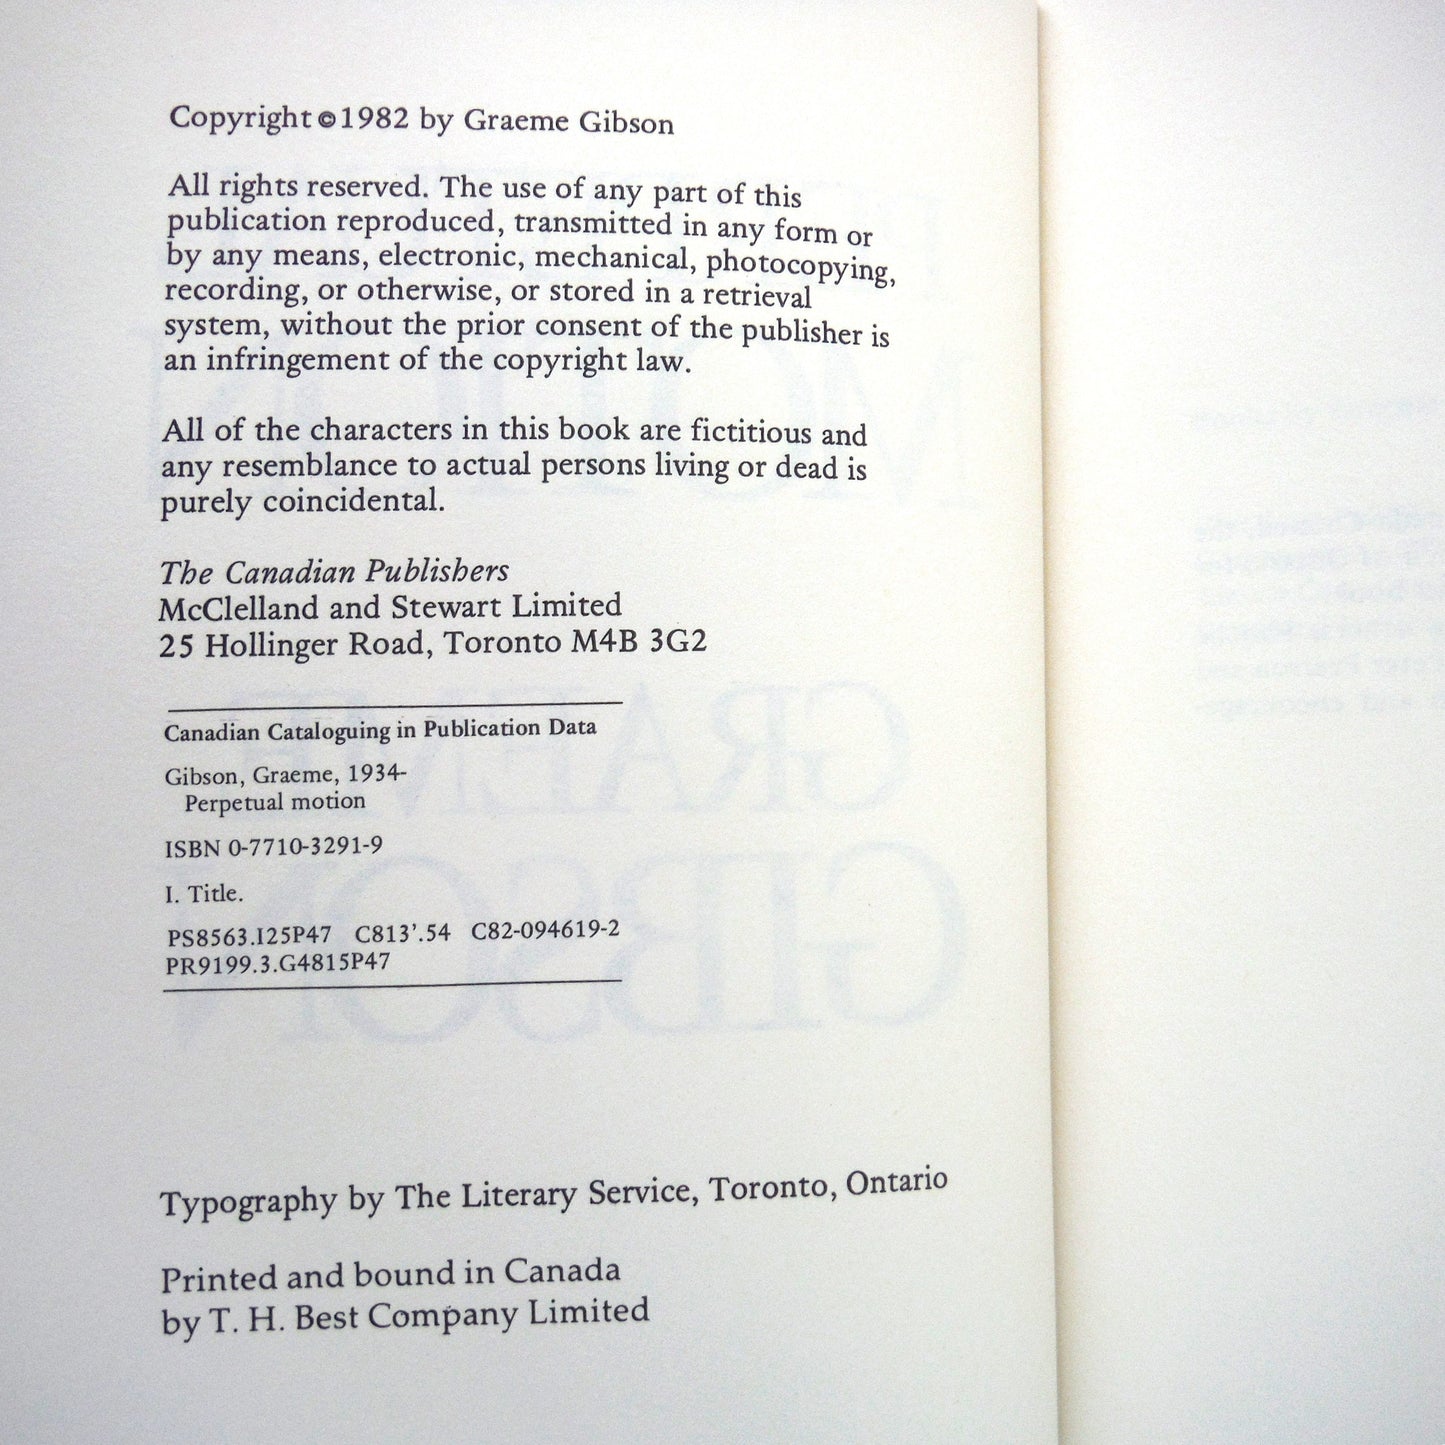 Copyright © 1982 by Graeme Gibson
All rights reserved. The use of any part of this
publication reproduced, transmitted in any form or
by any means, electronic, mechanical, photocopying,
recording, or otherwise, or stored in a retrieval
system, without the prior consent of the publisher is
an infringement of the copyright law.
All of the characters in this book are fictitious and
any resemblance to actual persons living or dead is
purely coincidental.
The Canadian Publishers
McClelland and Stewart Limited
25 Hollinger Road, Toronto M4B 3G2
Canadian Cataloguing in Publication Data
Gibson, Graeme, 1934-
Perpetual motion
ISBN 0-7710-3291-9
I. Title.
PS8563.I25P47 C813'.54 C82-094619-2
PR9199.3.G4815P47
Typography by The Literary Service, Toronto, Ontario
Printed and bound in Canada
by T. H. Best Company Limited